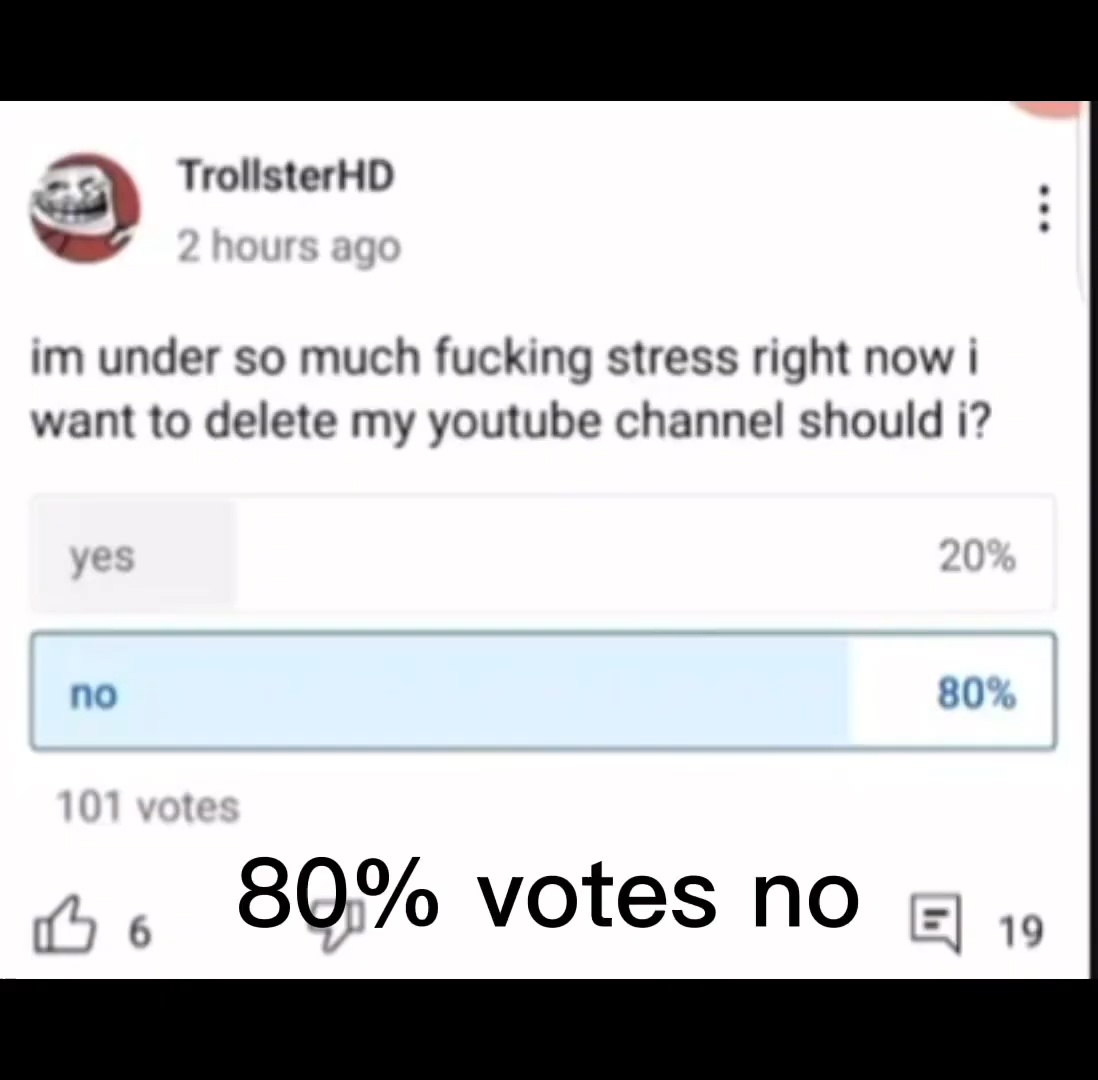 TrollsterHD
2 hours ago
im under so much fucking stress right now i
want to delete my youtube channel should i?
yes 20%
no 80%
101 votes
80% votes no
6 19